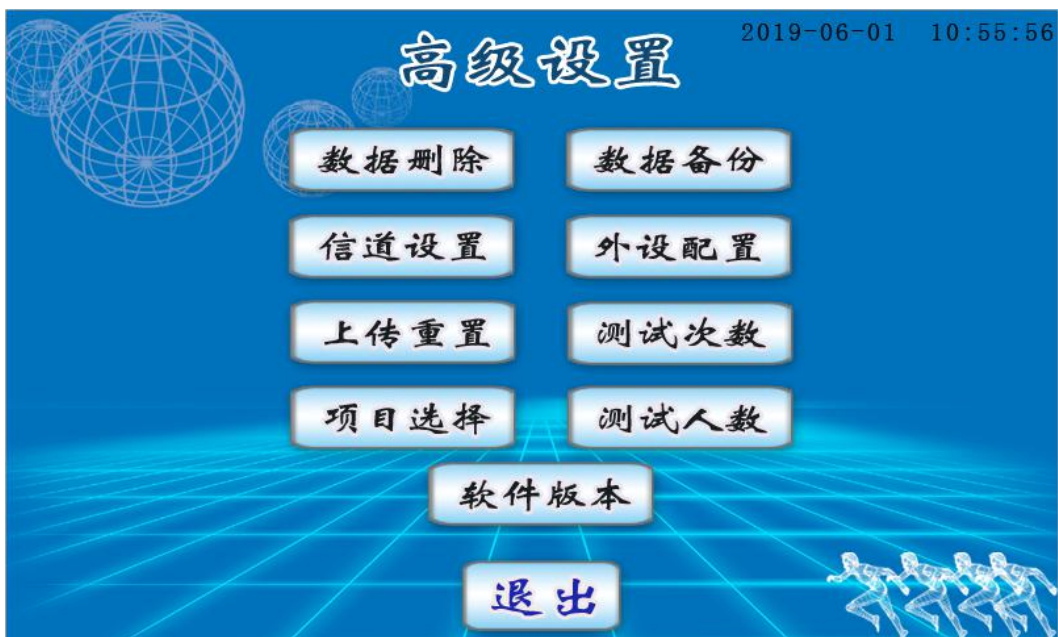 高级设置
2019-06-01 10:55:56
数据删除 数据备份
信道设置 外设配置
上传重置 测试次数
项目选择 测试人数
软件版本
退出